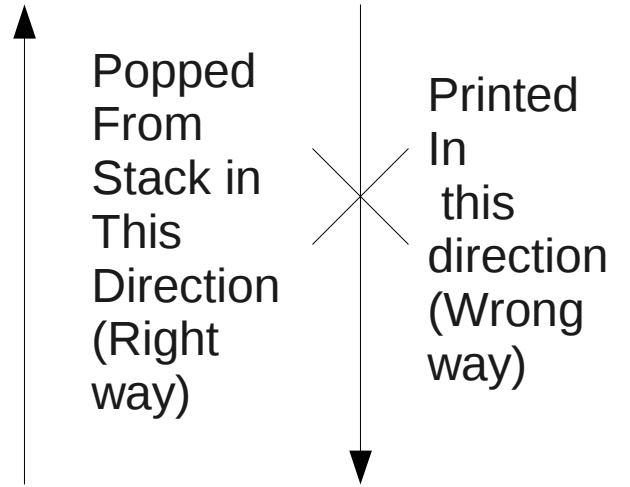 Popped
From
Stack in
This
Direction
(Right
way)
Printed
In
this
direction
(Wrong
way)